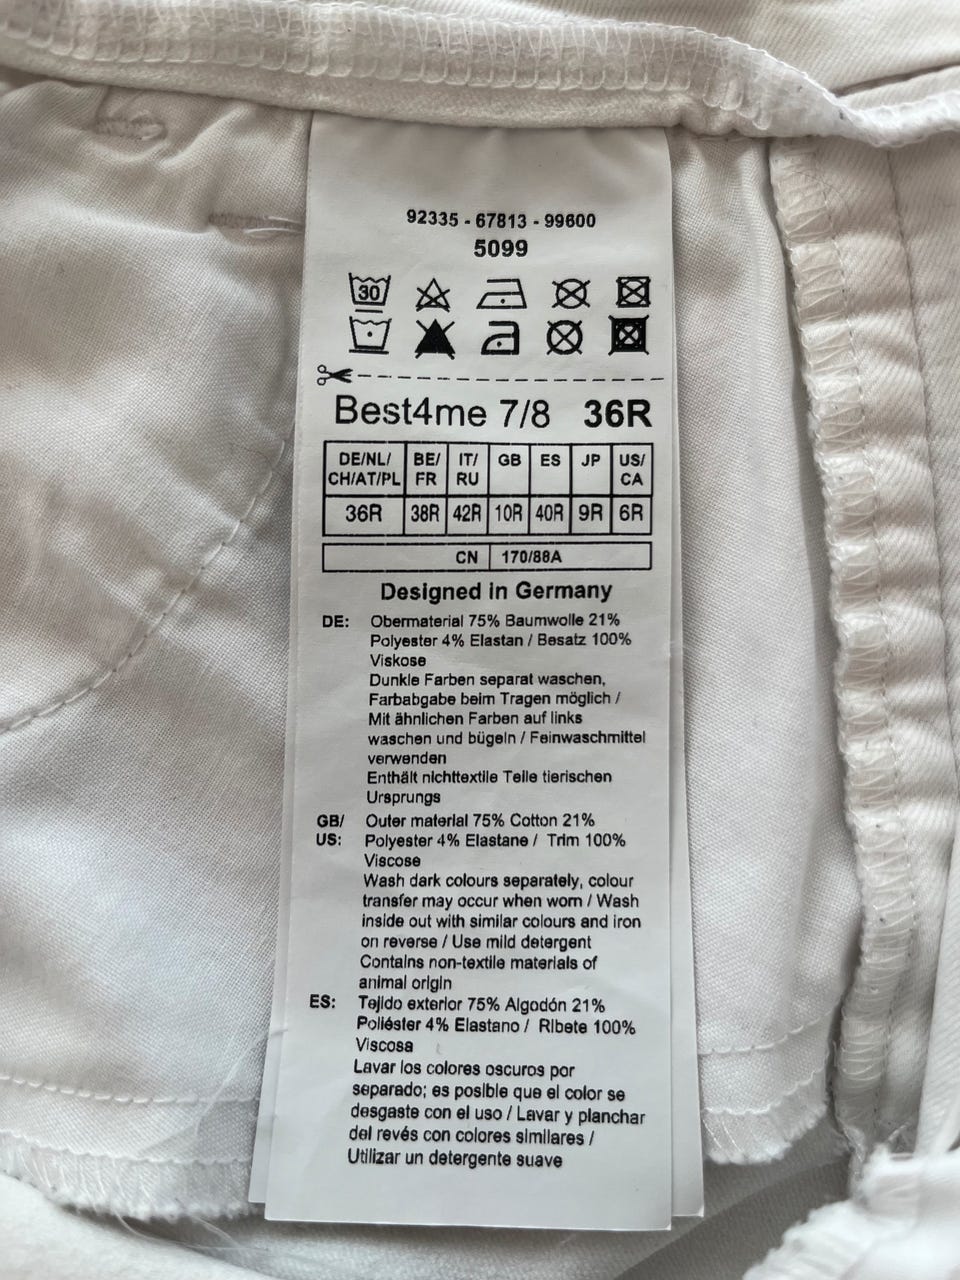 92335 - 67813 - 99600
5099
30
Best4me 7/8 36R
DE/NL/ CH/AT/PL BE/ FR IT/ RU GB ES JP US/ CA
36R 38R 42R 10R 40R 9R 6R
CN 170/88A
Designed in Germany
DE: Obermaterial 75% Baumwolle 21%
Polyester 4% Elastan / Besatz 100%
Viskose
Dunkle Farben separat waschen,
Farbabgabe beim Tragen möglich /
Mit ähnlichen Farben auf links
waschen und bügeln / Feinwaschmittel
verwenden
Enthält nichttextile Teile tierischen
Ursprungs
GB/ Outer material 75% Cotton 21%
US: Polyester 4% Elastane / Trim 100%
Viscose
Wash dark colours separately, colour
transfer may occur when worn / Wash
inside out with similar colours and iron
on reverse / Use mild detergent
Contains non-textile materials of
animal origin
ES: Tejido exterior 75% Algodón 21%
Poliéster 4% Elastano / Ribete 100%
Viscosa
Lavar los colores oscuros por
separado; es posible que el color se
desgaste con el uso / Lavar y planchar
del revés con colores similares /
Utilizar un detergente suave